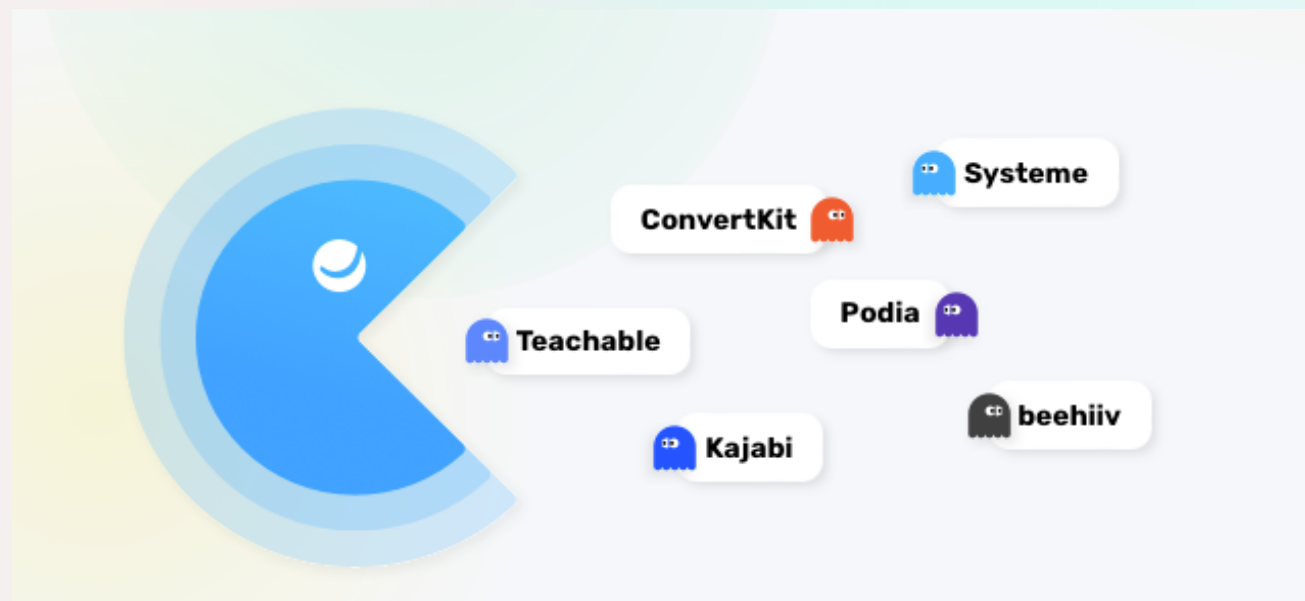 Systeme
ConvertKit
Podia
Teachable
beehiiv
Kajabi